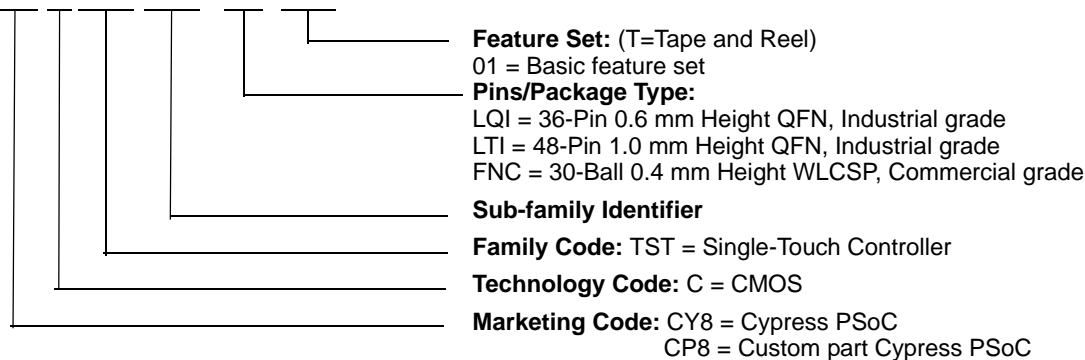 Feature Set: (T=Tape and Reel)
01 = Basic feature set
Pins/Package Type:
LQI = 36-Pin 0.6 mm Height QFN, Industrial grade
LTI = 48-Pin 1.0 mm Height QFN, Industrial grade
FNC = 30-Ball 0.4 mm Height WLCSP, Commercial grade
Sub-family Identifier
Family Code: TST = Single-Touch Controller
Technology Code: C = CMOS
Marketing Code: CY8 = Cypress PSoC
CP8 = Custom part Cypress PSoC